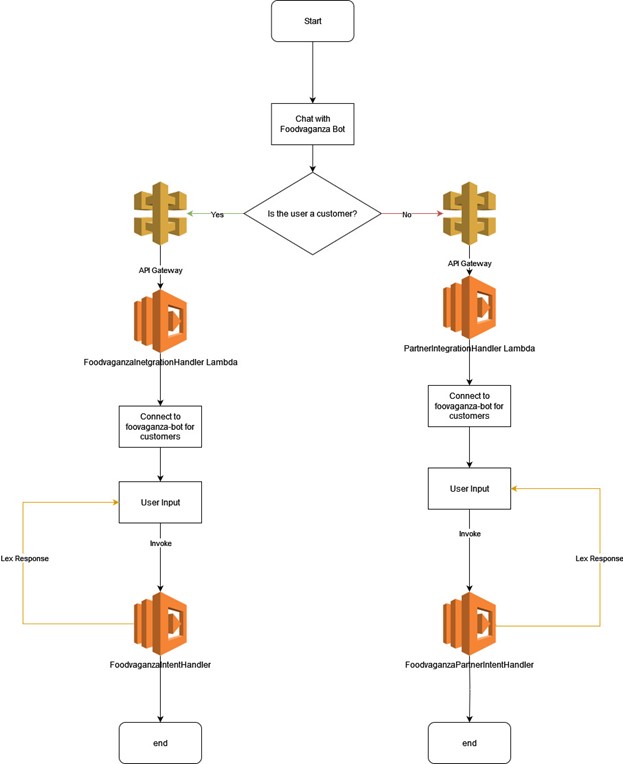 Start
Chat with
Foodvaganza Bot
Is the user a customer?
Yes
No
API Gateway
API Gateway
FoodvaganzaInetgrationHandler Lambda
PartnerIntegrationHandler Lambda
Connect to
foovaganza-bot for
customers
Connect to
foovaganza-bot for
customers
User Input
User Input
Invoke
Invoke
Lex Response
Lex Response
FoodvaganzaIntentHandler
FoodvaganzaPartnerIntentHandler
end
end